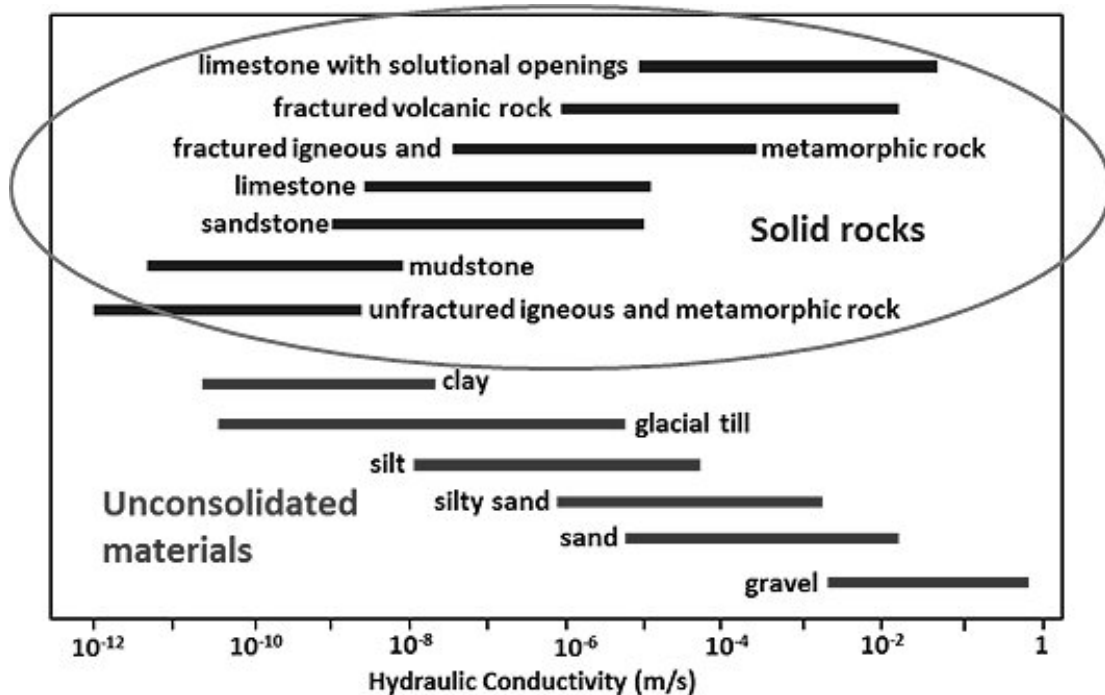 limestone with solutional openings
fractured volcanic rock
fractured igneous and metamorphic rock
limestone
sandstone
Solid rocks
mudstone
unfractured igneous and metamorphic rock
clay
glacial till
silt
Unconsolidated
materials
silty sand
sand
gravel
10⁻¹² 10⁻¹⁰ 10⁻⁸ 10⁻⁶ 10⁻⁴ 10⁻² 1
Hydraulic Conductivity (m/s)